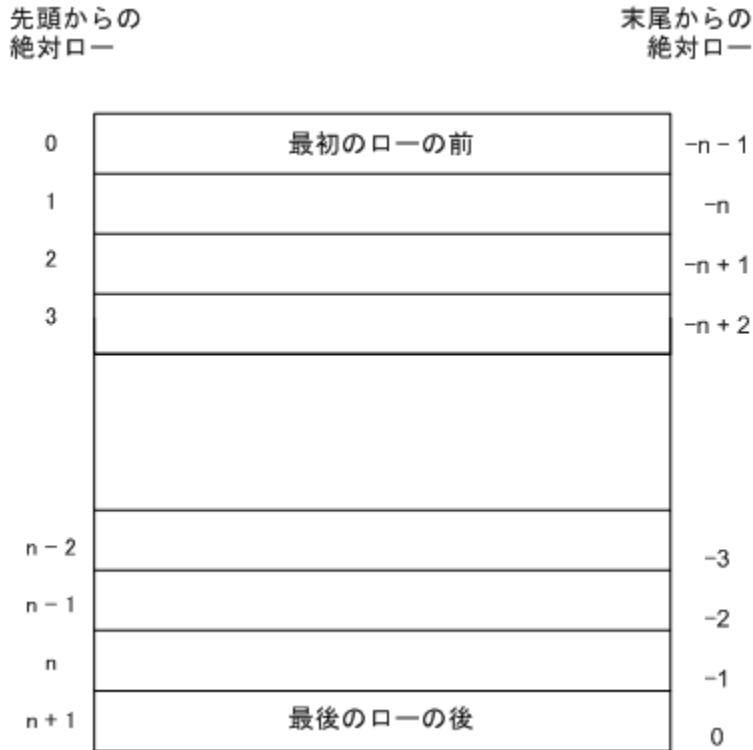 先頭からの
絶対ロー
末尾からの
絶対ロー
0 最初のローの前 −n − 1
1 −n
2 −n + 1
3 −n + 2
n − 2 −3
n − 1 −2
n −1
n + 1 最後のローの後 0